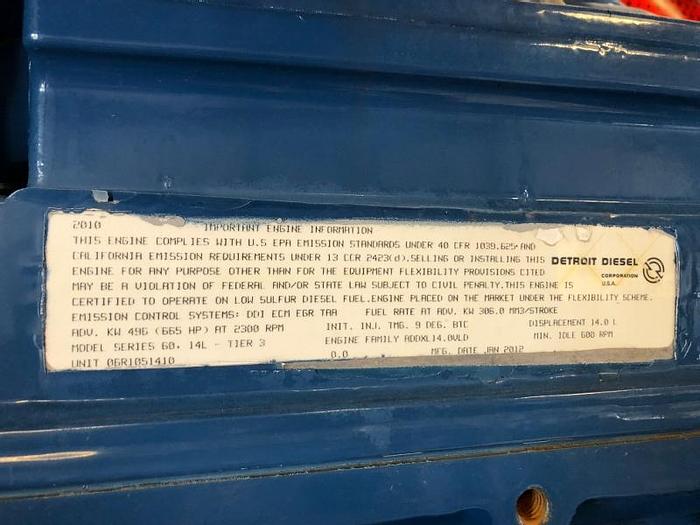 2010 IMPORTANT ENGINE INFORMATION
THIS ENGINE COMPLIES WITH U.S EPA EMISSION STANDARDS UNDER 40 CFR 1039.625 AND
CALIFORNIA EMISSION REQUIREMENTS UNDER 13 CCR 2423(d).SELLING OR INSTALLING THIS
ENGINE FOR ANY PURPOSE OTHER THAN FOR THE EQUIPMENT FLEXIBILITY PROVISIONS CITED
MAY BE A VIOLATION OF FEDERAL AND/OR STATE LAW SUBJECT TO CIVIL PENALTY.THIS ENGINE IS
CERTIFIED TO OPERATE ON LOW SULFUR DIESEL FUEL.ENGINE PLACED ON THE MARKET UNDER THE FLEXIBILITY SCHEME.
EMISSION CONTROL SYSTEMS: DDI ECM EGR TAA FUEL RATE AT ADV. KW 306.0 MM3/STROKE
ADV. KW 496 (665 HP) AT 2300 RPM INIT. INJ. TMG. 9 DEG. BTC DISPLACEMENT 14.0 L
MODEL SERIES 60, 14L - TIER 3 ENGINE FAMILY ADDXL14.0VLD MIN. IDLE 600 RPM
UNIT 06R1051410 0.0 MFG. DATE JAN 2012
DETROIT DIESEL
CORPORATION
U.S.A.